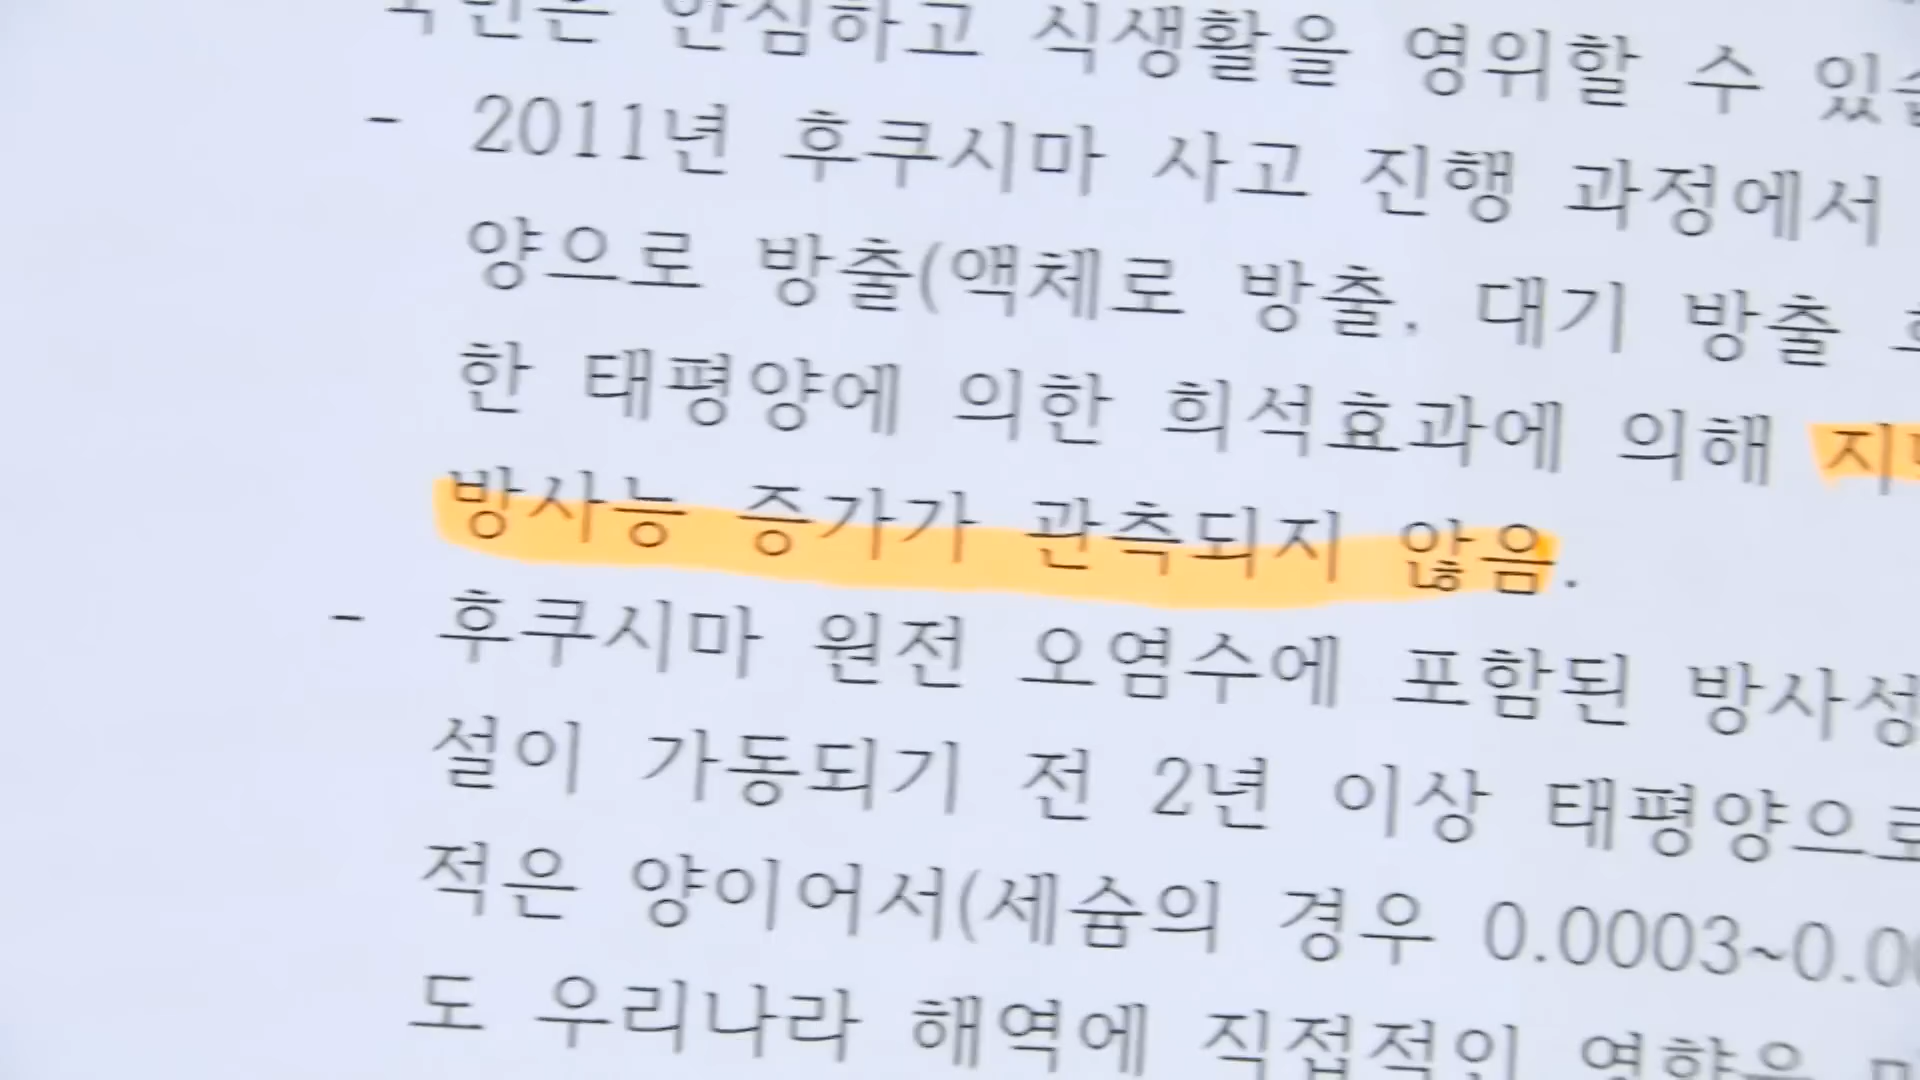 국민은 안심하고 식생활을 영위할 수
- 2011년 후쿠시마 사고 진행 과정에서
양으로 방출(액체로 방출. 대기 방출
한 태평양에 의한 희석효과에 의해
방사능 증가가 관측되지 않음.
- 후쿠시마 원전 오염수에 포함된 방사성
설이 가동되기 전 2년 이상 태평양으로
적은 양이어서(세슘의 경우 0.0003~0.00
도 우리나라 해역에 직접적인 영향을